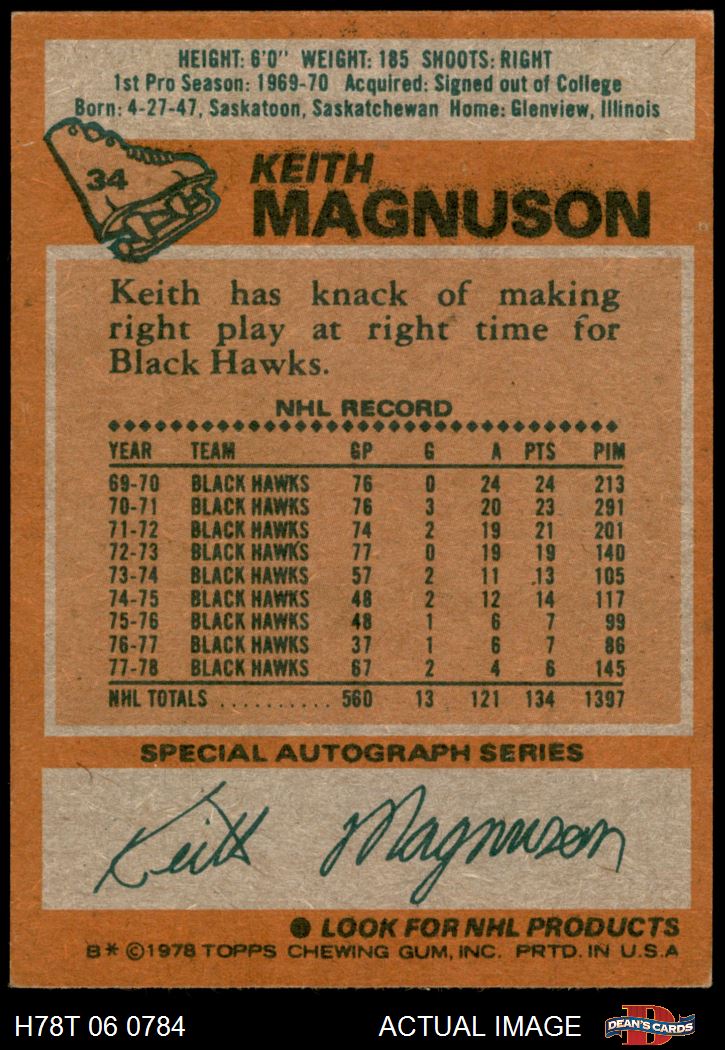 HEIGHT: 6'0" WEIGHT: 185 SHOOTS: RIGHT
1st Pro Season: 1969-70 Acquired: Signed out of College
Born: 4-27-47, Saskatoon, Saskatchewan Home: Glenview, Illinois
34
KEITH
MAGNUSON
Keith has knack of making
right play at right time for
Black Hawks.
NHL RECORD
YEAR TEAM GP G A PTS PIM
69-70 BLACK HAWKS 76 0 24 24 213
70-71 BLACK HAWKS 76 3 20 23 291
71-72 BLACK HAWKS 74 2 19 21 201
72-73 BLACK HAWKS 77 0 19 19 140
73-74 BLACK HAWKS 57 2 11 13 105
74-75 BLACK HAWKS 48 2 12 14 117
75-76 BLACK HAWKS 48 1 6 7 99
76-77 BLACK HAWKS 37 1 6 7 86
77-78 BLACK HAWKS 67 2 4 6 145
NHL TOTALS .......... 560 13 121 134 1397
SPECIAL AUTOGRAPH SERIES
Keith Magnuson
LOOK FOR NHL PRODUCTS
B* ©1978 TOPPS CHEWING GUM, INC. PRTD. IN U.S.A
H78T 06 0784 ACTUAL IMAGE
D
DEAN'S CARDS